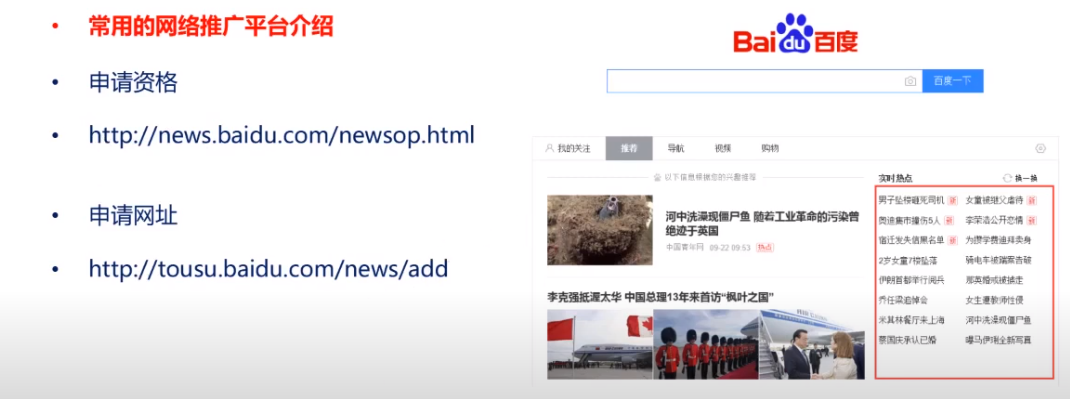 常用的网络推广平台介绍
申请资格
http://news.baidu.com/newsop.html
申请网址
http://tousu.baidu.com/news/add
Bai du 百度
百度一下
我的关注 推荐 导航 视频 购物
以下信息根据您的兴趣推荐
河中洗澡现僵尸鱼 随着工业革命的污染曾
绝迹于英国
中国青年网 09-22 09:53 热点
李克强抵渥太华 中国总理13年来首访“枫叶之国”
实时热点 换一换
男子坠楼砸死司机 新 女童被继父虐待 新
奥迪集市撞伤5人 新 李荣浩公开恋情 新
宿迁发失信黑名单 新 为攒学费迪拜卖身
2岁女童7楼坠落 骑电车被踹案告破
伊朗首都举行阅兵 那英婚戒被捅走
乔任梁追悼会 女生遭教师性侵
米其林餐厅来上海 河中洗澡现僵尸鱼
蔡国庆承认已婚 曝马伊琍全新写真